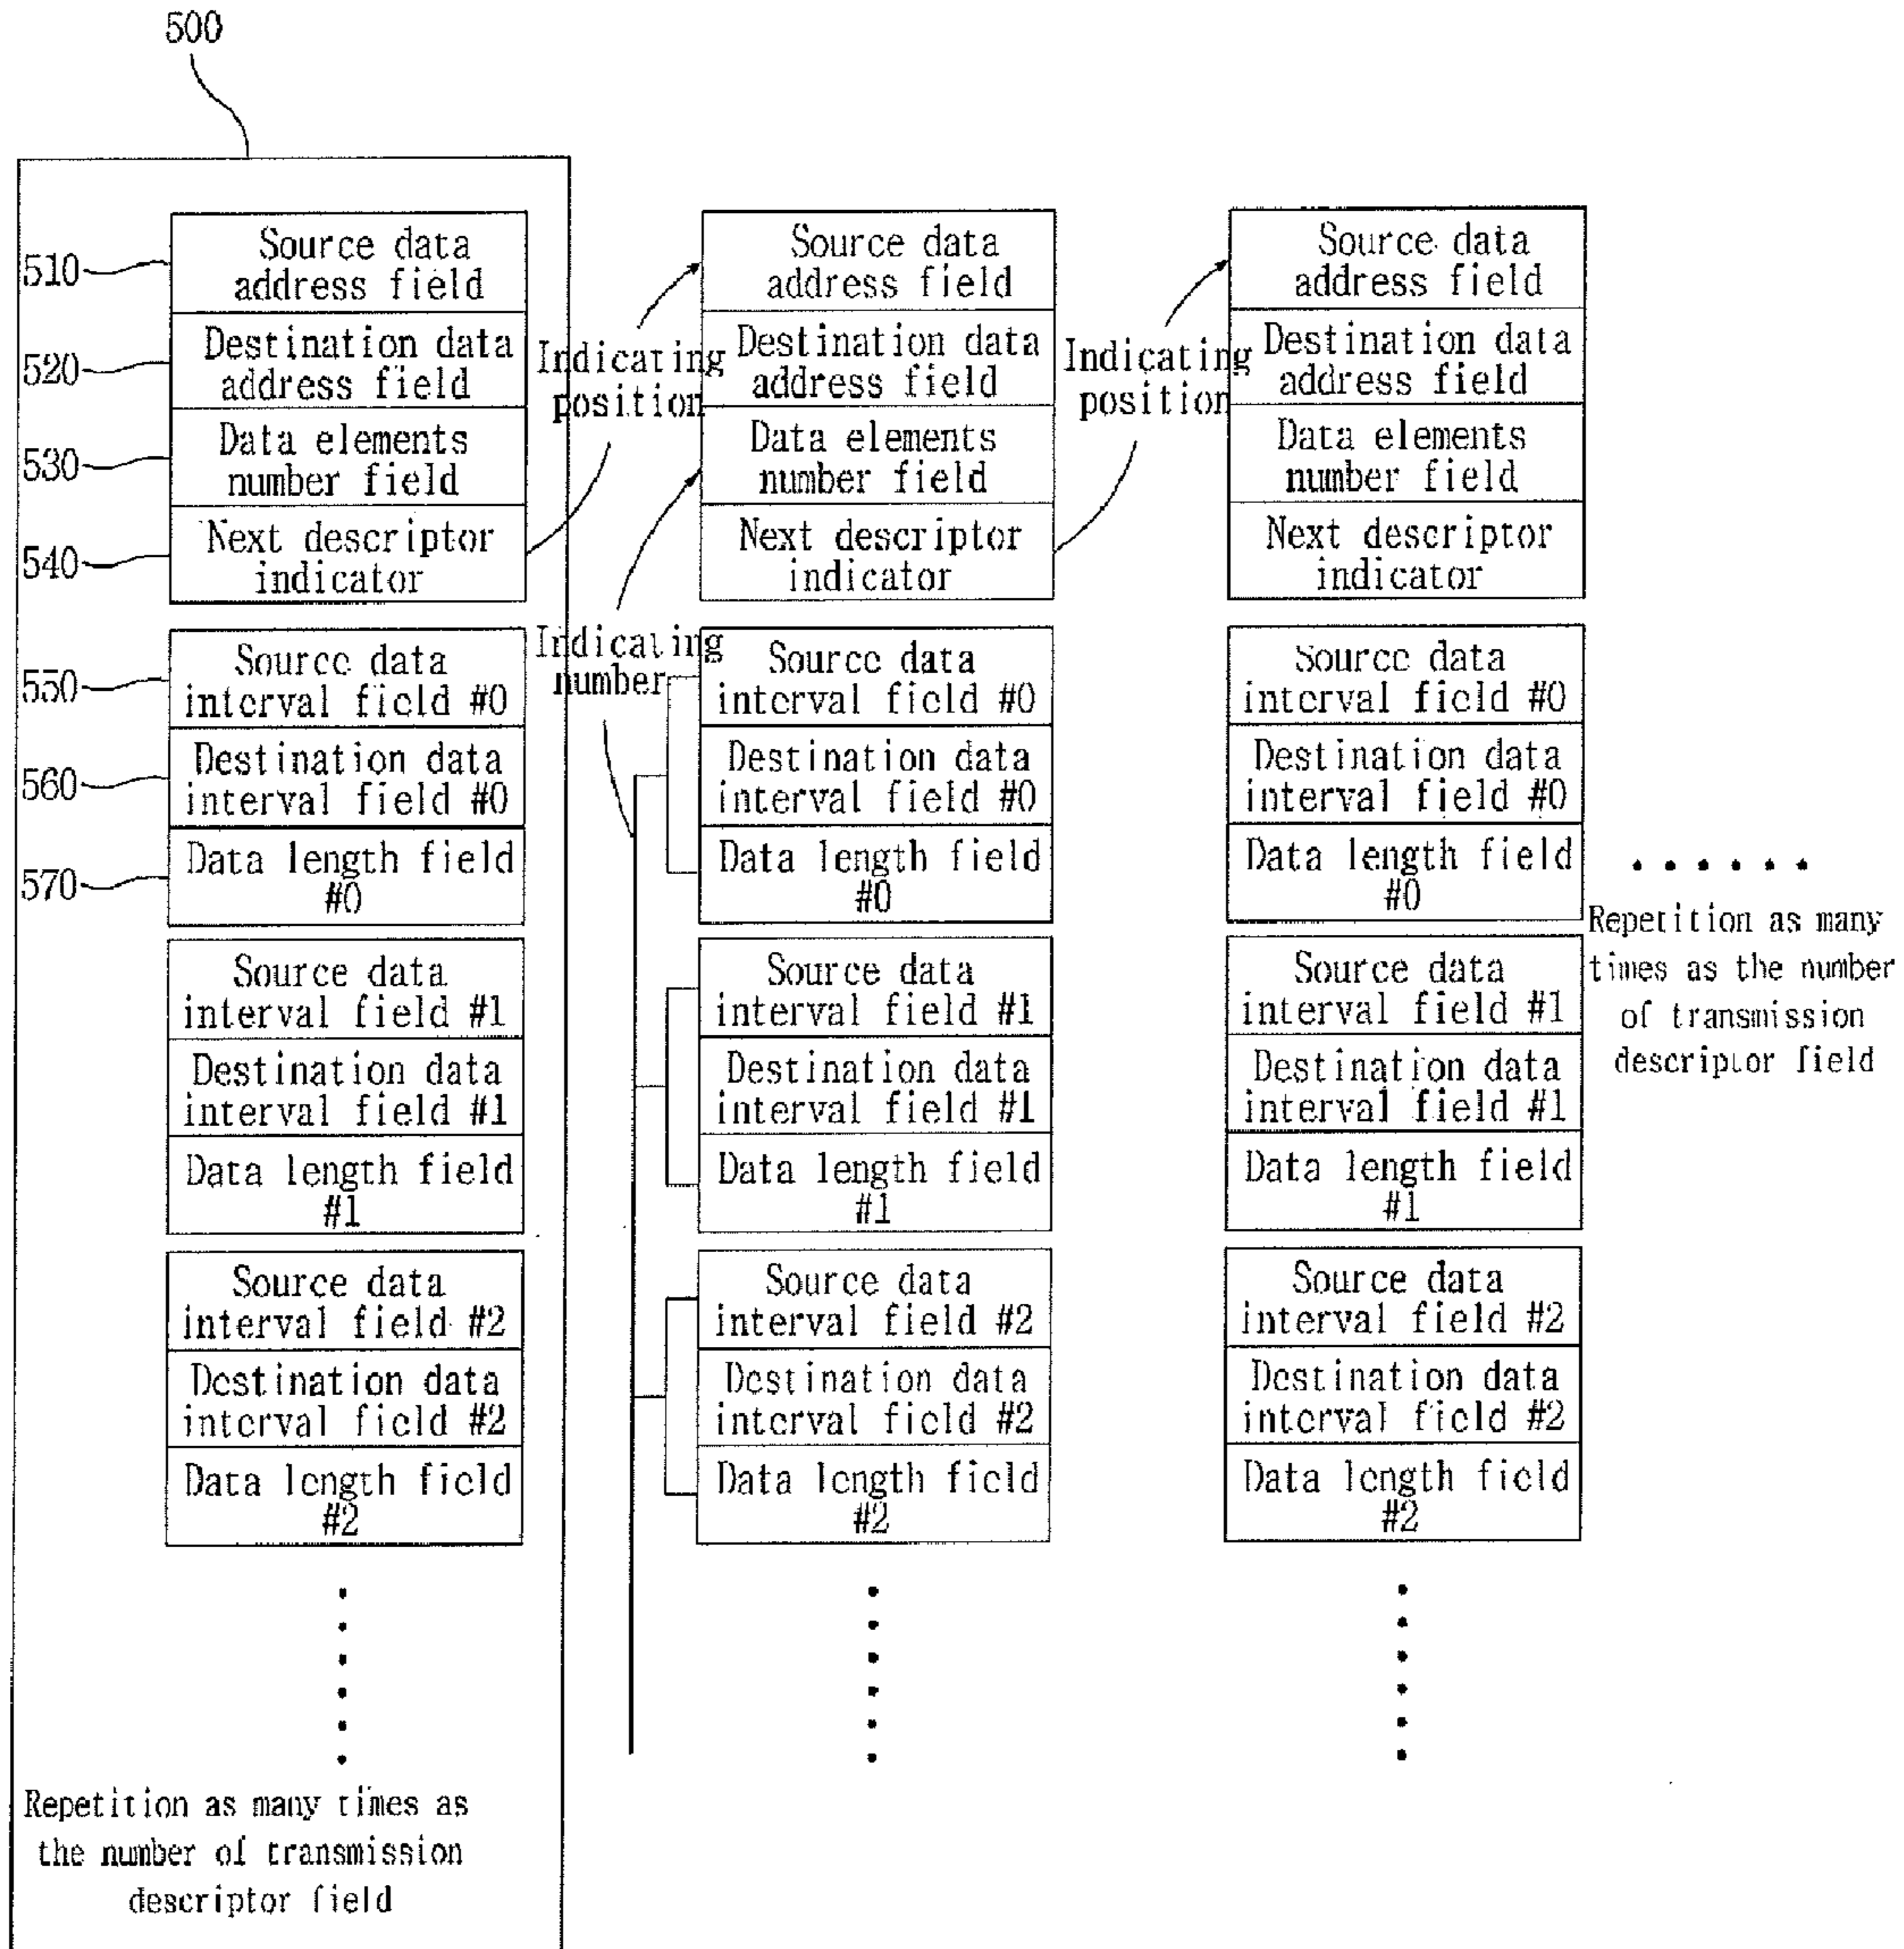 500
510
Source data
address field
520
Destination data
address field
530
Data elements
number field
540
Next descriptor
indicator
550
Source data
interval field #0
560
Destination data
interval field #0
570
Data length field
#0
Source data
interval field #1
Destination data
interval field #1
Data length field
#1
Source data
interval field #2
Destination data
interval field #2
Data length field
#2
Repetition as many times as
the number of transmission
descriptor field
Indicating
position
Indicating
number
Source data
address field
Destination data
address field
Data elements
number field
Next descriptor
indicator
Source data
interval field #0
Destination data
interval field #0
Data length field
#0
Source data
interval field #1
Destination data
interval field #1
Data length field
#1
Source data
interval field #2
Destination data
interval field #2
Data length field
#2
Indicating
position
Source data
address field
Destination data
address field
Data elements
number field
Next descriptor
indicator
Source data
interval field #0
Destination data
interval field #0
Data length field
#0
Source data
interval field #1
Destination data
interval field #1
Data length field
#1
Source data
interval field #2
Destination data
interval field #2
Data length field
#2
Repetition as many
times as the number
of transmission
descriptor field